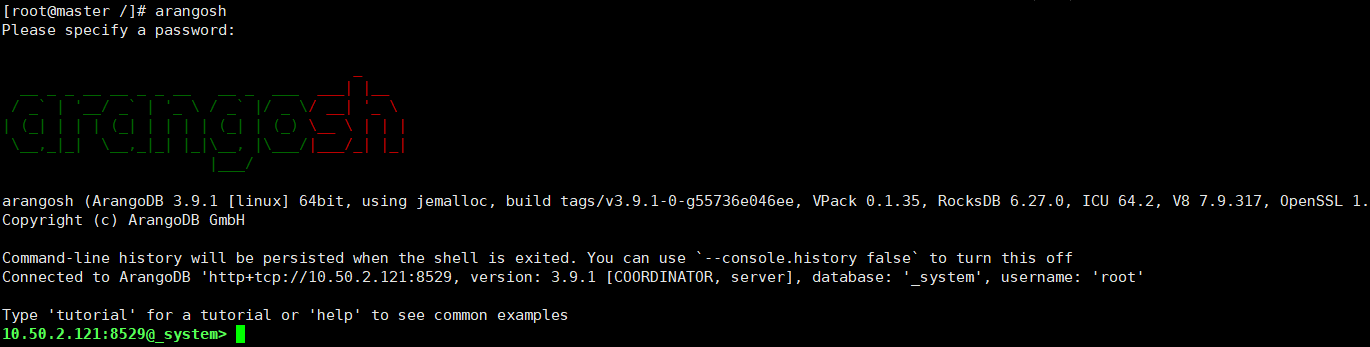 [root@master /]# arangosh
Please specify a password:
arangosh
arangosh (ArangoDB 3.9.1 [linux] 64bit, using jemalloc, build tags/v3.9.1-0-g55736e046ee, VPack 0.1.35, RocksDB 6.27.0, ICU 64.2, V8 7.9.317, OpenSSL 1.
Copyright (c) ArangoDB GmbH
Command-line history will be persisted when the shell is exited. You can use `--console.history false` to turn this off
Connected to ArangoDB 'http+tcp://10.50.2.121:8529, version: 3.9.1 [COORDINATOR, server], database: '_system', username: 'root'
Type 'tutorial' for a tutorial or 'help' to see common examples
10.50.2.121:8529@_system>